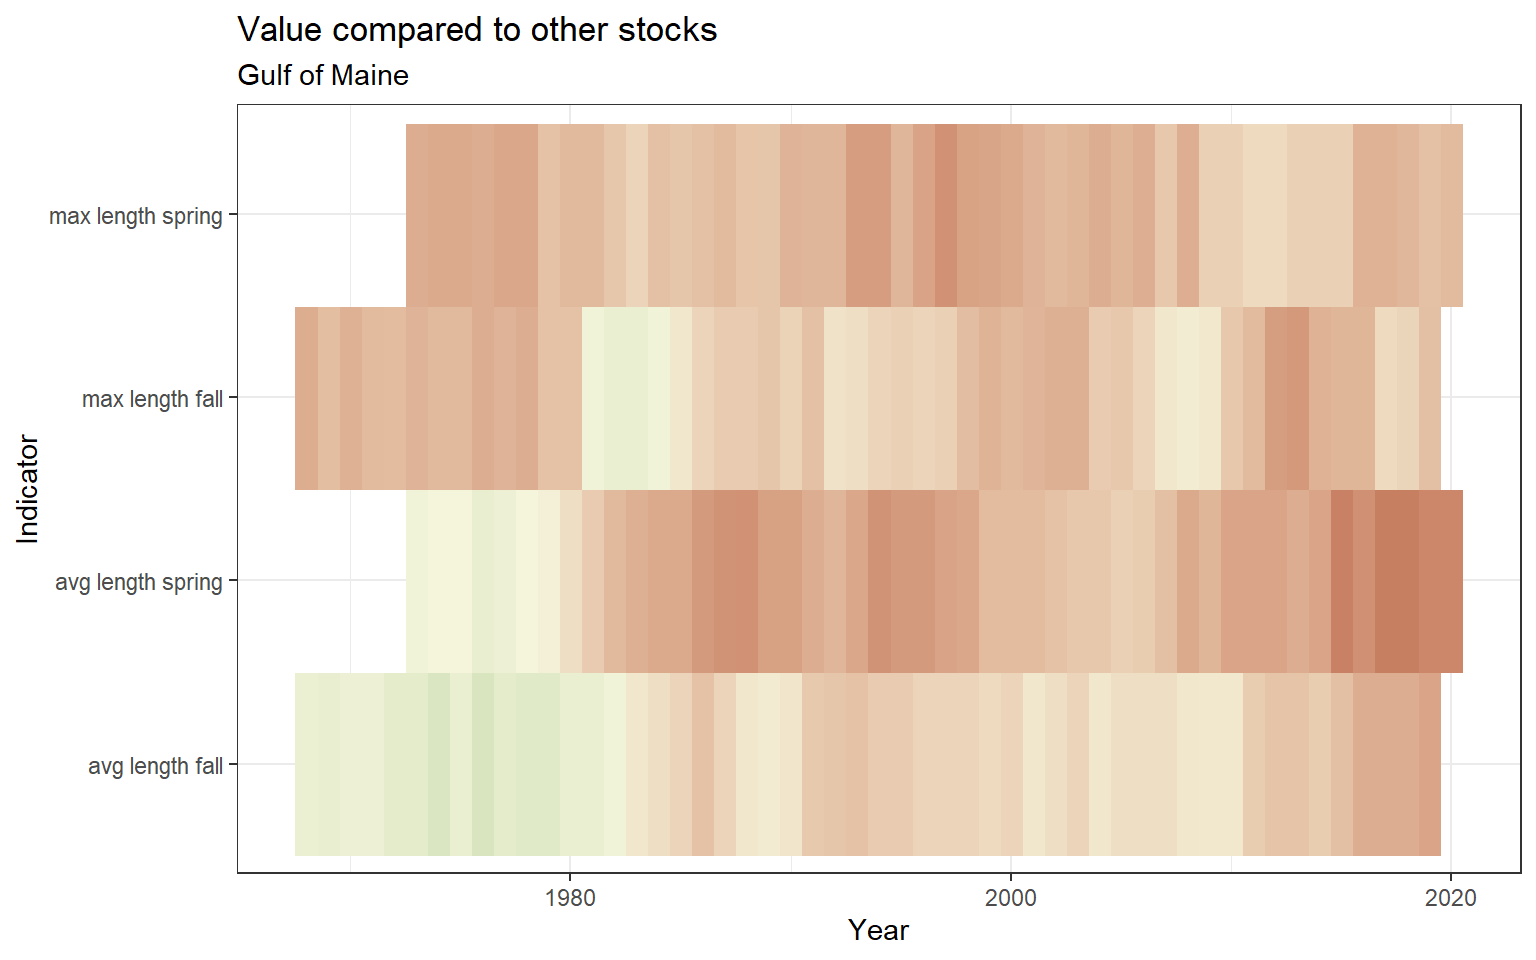 Value compared to other stocks
Gulf of Maine
max length spring
max length fall
avg length spring
avg length fall
Indicator
1980
2000
2020
Year